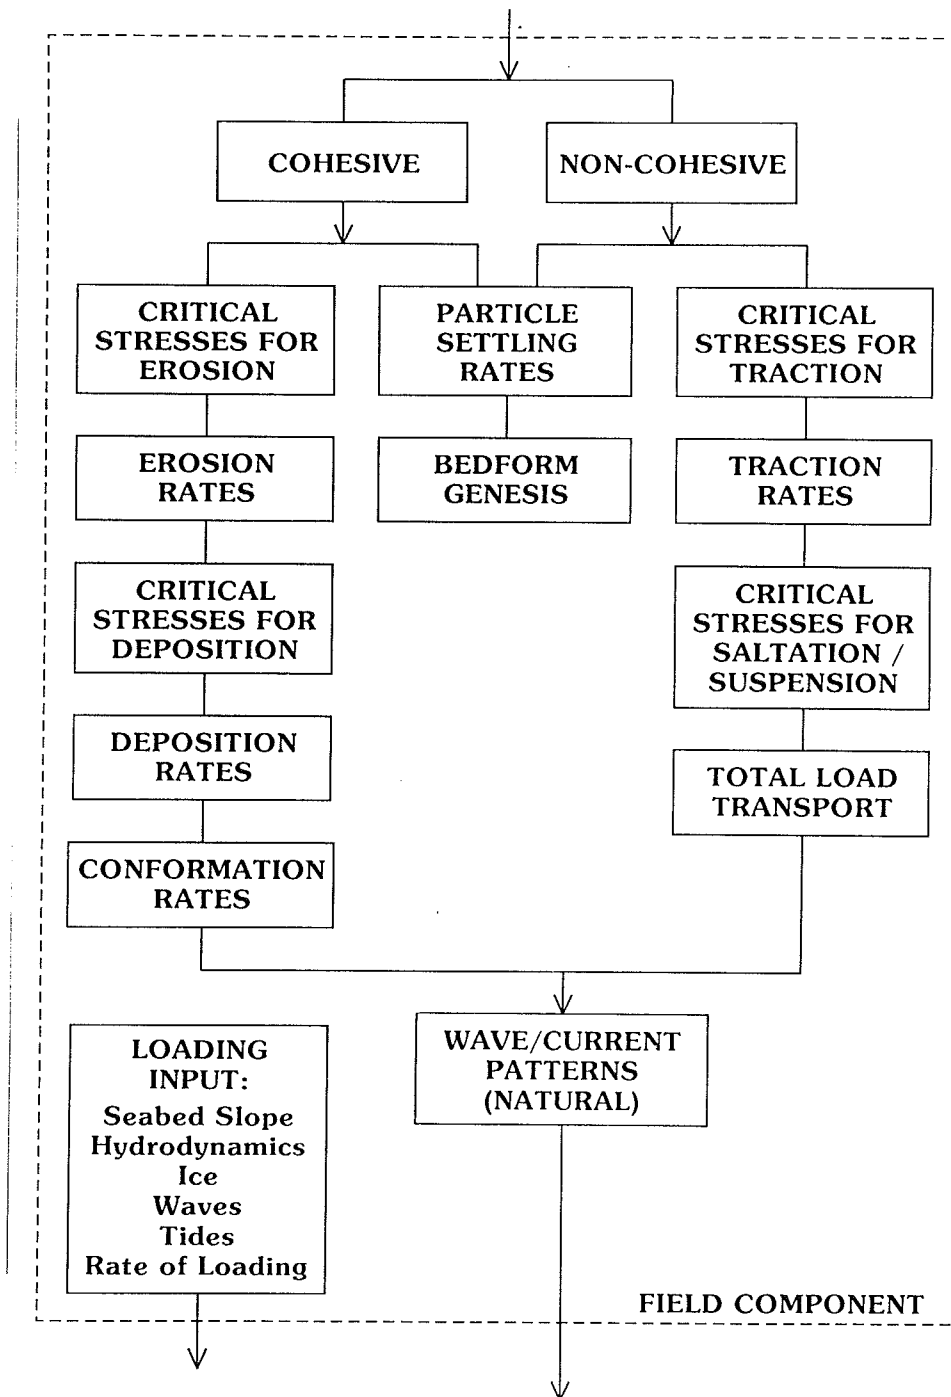 COHESIVE
NON-COHESIVE
CRITICAL
STRESSES FOR
EROSION
PARTICLE
SETTLING
RATES
CRITICAL
STRESSES FOR
TRACTION
EROSION
RATES
BEDFORM
GENESIS
TRACTION
RATES
CRITICAL
STRESSES FOR
DEPOSITION
CRITICAL
STRESSES FOR
SALTATION /
SUSPENSION
DEPOSITION
RATES
TOTAL LOAD
TRANSPORT
CONFORMATION
RATES
LOADING
INPUT:
Seabed Slope
Hydrodynamics
Ice
Waves
Tides
Rate of Loading
WAVE/CURRENT
PATTERNS
(NATURAL)
FIELD COMPONENT